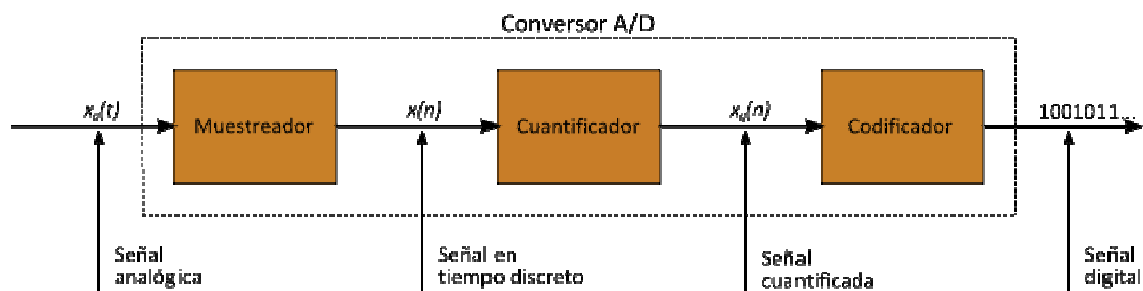 Conversor A/D
xa(t)
Muestreador
x(n)
Cuantificador
xq(n)
Codificador
1001011...
Señal
analógica
Señal en
tiempo discreto
Señal
cuantificada
Señal
digital